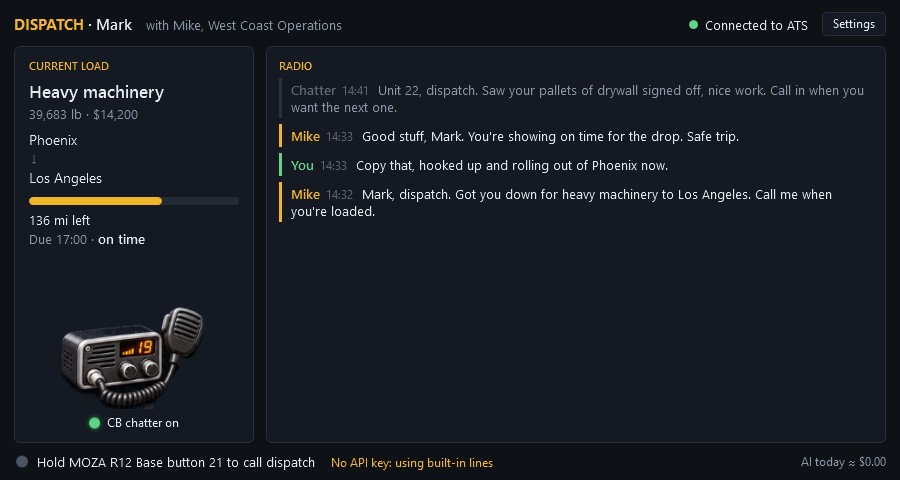 DISPATCH · Mark with Mike, West Coast Operations
Connected to ATS
Settings
CURRENT LOAD
Heavy machinery
39,683 lb · $14,200
Phoenix
↓
Los Angeles
136 mi left
Due 17:00 · on time
19
CB chatter on
RADIO
Chatter 14:41 Unit 22, dispatch. Saw your pallets of drywall signed off, nice work. Call in when you
want the next one.
Mike 14:33 Good stuff, Mark. You're showing on time for the drop. Safe trip.
You 14:33 Copy that, hooked up and rolling out of Phoenix now.
Mike 14:32 Mark, dispatch. Got you down for heavy machinery to Los Angeles. Call me when
you're loaded.
Hold MOZA R12 Base button 21 to call dispatch No API key: using built-in lines
AI today ≈ $0.00